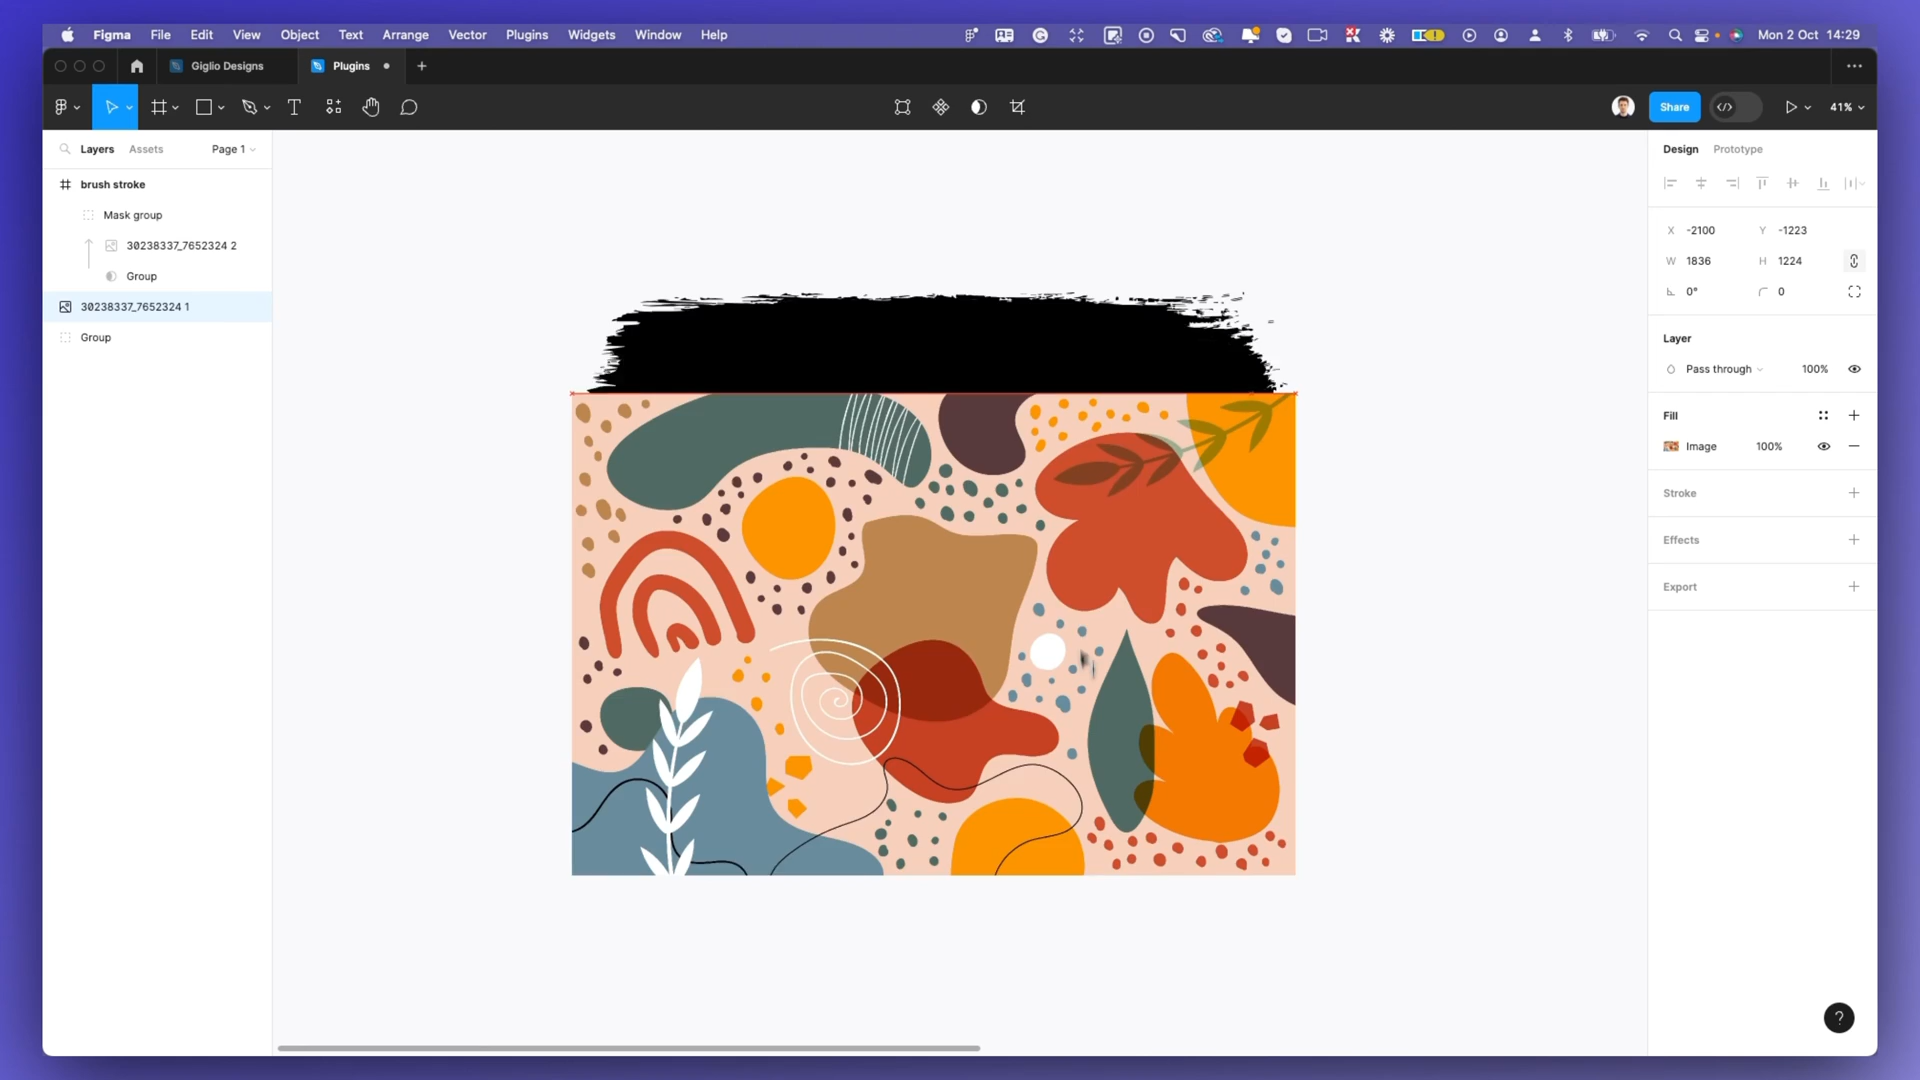 Figma File Edit View Object Text Arrange Vector Plugins Widgets Window Help Mon 2 Oct 14:29
Giglio Designs Plugins
Share 41%
Layers Assets Page 1
brush stroke
Mask group
30238337_7652324 2
Group
30238337_7652324 1
Group
Design Prototype
X -2100 Y -1223
W 1836 H 1224
0° 0
Layer
Pass through 100%
Fill
Image 100%
Stroke
Effects
Export
?